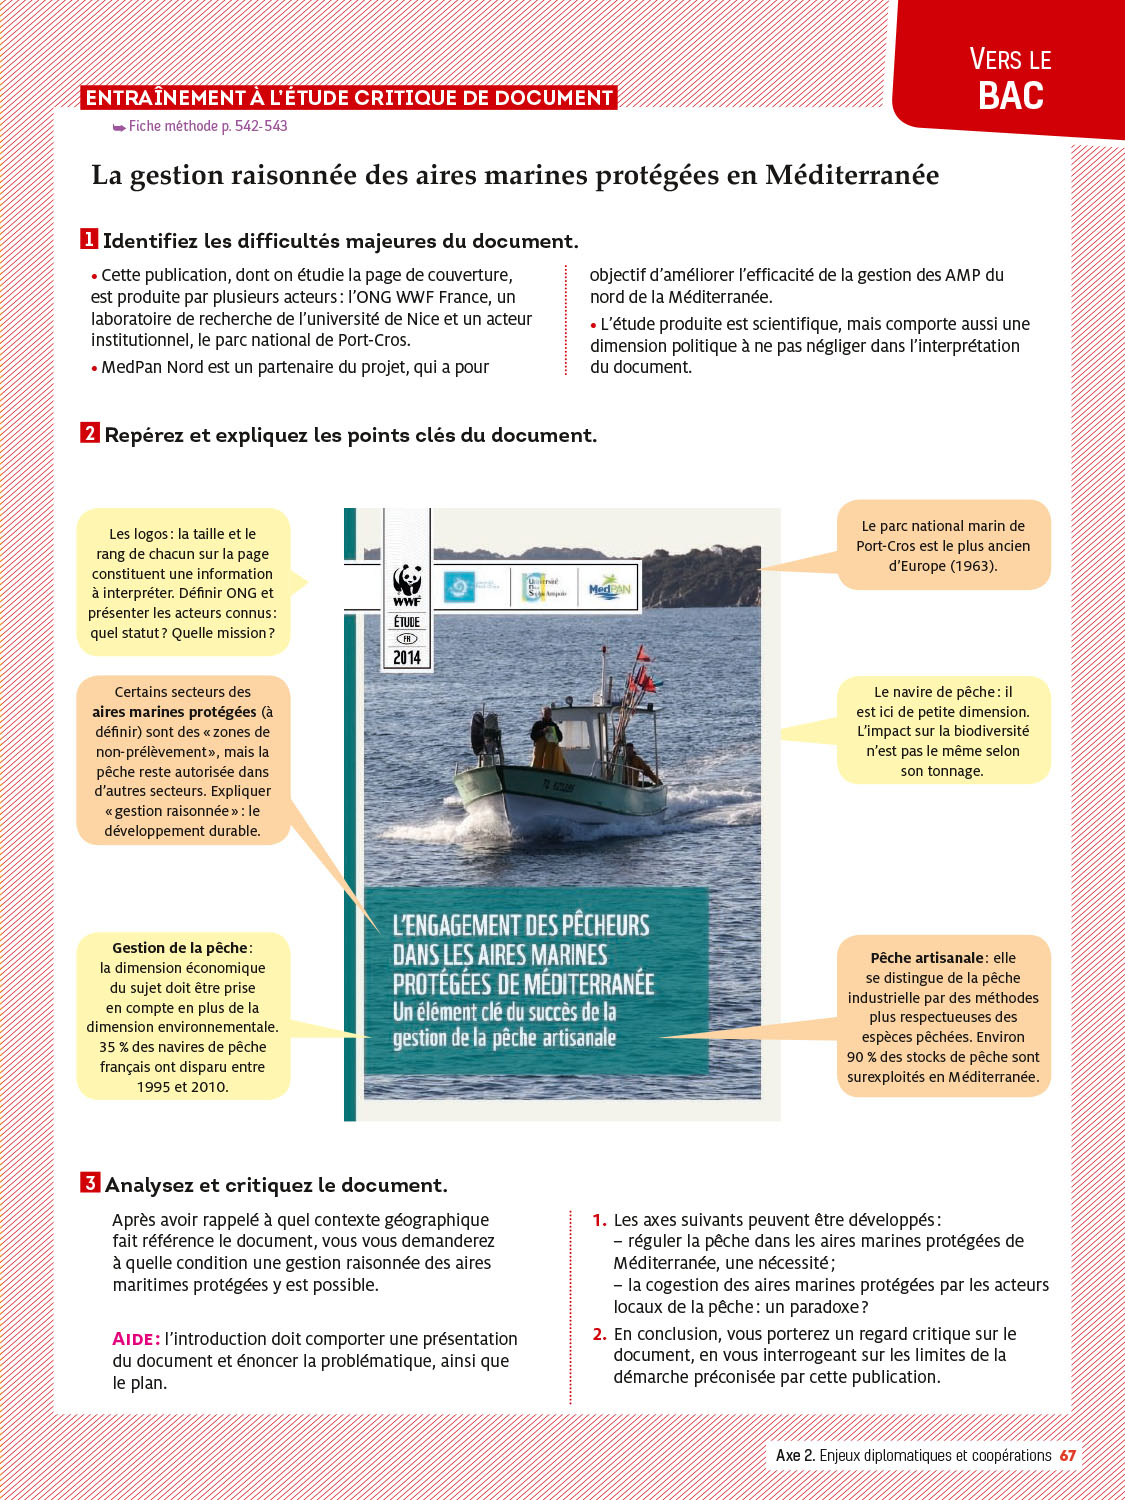 VERS LE
BAC
ENTRAÎNEMENT À L'ÉTUDE CRITIQUE DE DOCUMENT
Fiche méthode p. 542-543
La gestion raisonnée des aires marines protégées en Méditerranée
1 Identifiez les difficultés majeures du document.
• Cette publication, dont on étudie la page de couverture,
est produite par plusieurs acteurs : l'ONG WWF France, un
laboratoire de recherche de l'université de Nice et un acteur
institutionnel, le parc national de Port-Cros.
• MedPan Nord est un partenaire du projet, qui a pour
objectif d'améliorer l'efficacité de la gestion des AMP du
nord de la Méditerranée.
• L'étude produite est scientifique, mais comporte aussi une
dimension politique à ne pas négliger dans l'interprétation
du document.
2 Repérez et expliquez les points clés du document.
Les logos : la taille et le
rang de chacun sur la page
constituent une information
à interpréter. Définir ONG et
présenter les acteurs connus :
quel statut ? Quelle mission ?
Certains secteurs des
aires marines protégées (à
définir) sont des « zones de
non-prélèvement », mais la
pêche reste autorisée dans
d'autres secteurs. Expliquer
« gestion raisonnée » : le
développement durable.
Gestion de la pêche :
la dimension économique
du sujet doit être prise
en compte en plus de la
dimension environnementale.
35 % des navires de pêche
français ont disparu entre
1995 et 2010.
WWF
ÉTUDE
FR
2014
Université
MedPAN
L'ENGAGEMENT DES PÊCHEURS
DANS LES AIRES MARINES
PROTÉGÉES DE MÉDITERRANÉE
Un élément clé du succès de la
gestion de la pêche artisanale
Le parc national marin de
Port-Cros est le plus ancien
d'Europe (1963).
Le navire de pêche : il
est ici de petite dimension.
L'impact sur la biodiversité
n'est pas le même selon
son tonnage.
Pêche artisanale : elle
se distingue de la pêche
industrielle par des méthodes
plus respectueuses des
espèces pêchées. Environ
90 % des stocks de pêche sont
surexploités en Méditerranée.
3 Analysez et critiquez le document.
Après avoir rappelé à quel contexte géographique
fait référence le document, vous vous demanderez
à quelle condition une gestion raisonnée des aires
maritimes protégées y est possible.
AIDE : l'introduction doit comporter une présentation
du document et énoncer la problématique, ainsi que
le plan.
1. Les axes suivants peuvent être développés :
– réguler la pêche dans les aires marines protégées de
Méditerranée, une nécessité ;
– la cogestion des aires marines protégées par les acteurs
locaux de la pêche : un paradoxe ?
2. En conclusion, vous porterez un regard critique sur le
document, en vous interrogeant sur les limites de la
démarche préconisée par cette publication.
Axe 2. Enjeux diplomatiques et coopérations 67